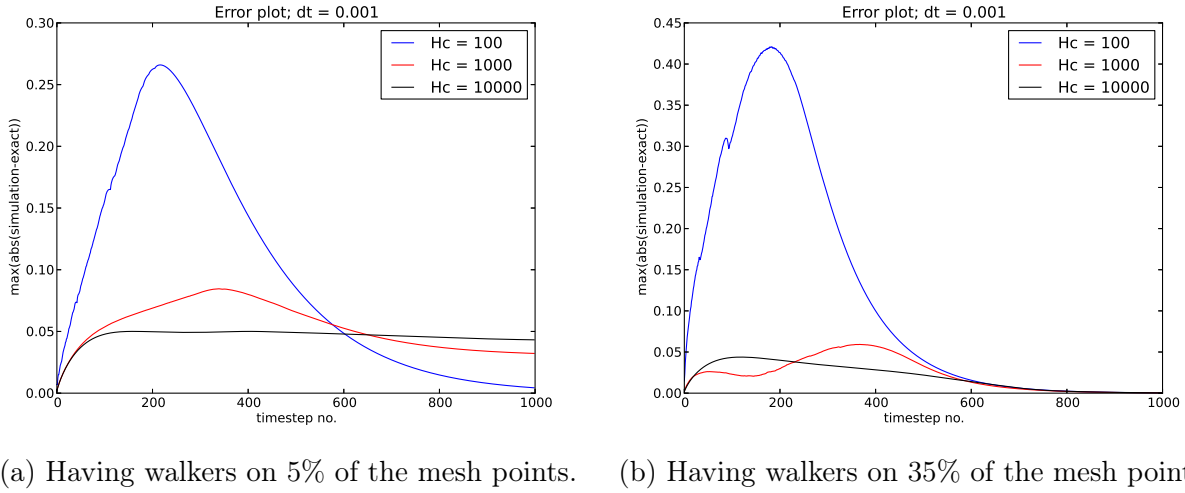 Error plot; dt = 0.001
0.30
0.25
0.20
0.15
0.10
0.05
0.00
max(abs(simulation-exact))
Hc = 100
Hc = 1000
Hc = 10000
0 200 400 600 800 1000
timestep no.
(a) Having walkers on 5% of the mesh points.
Error plot; dt = 0.001
0.45
0.40
0.35
0.30
0.25
0.20
0.15
0.10
0.05
0.00
max(abs(simulation-exact))
Hc = 100
Hc = 1000
Hc = 10000
0 200 400 600 800 1000
timestep no.
(b) Having walkers on 35% of the mesh point